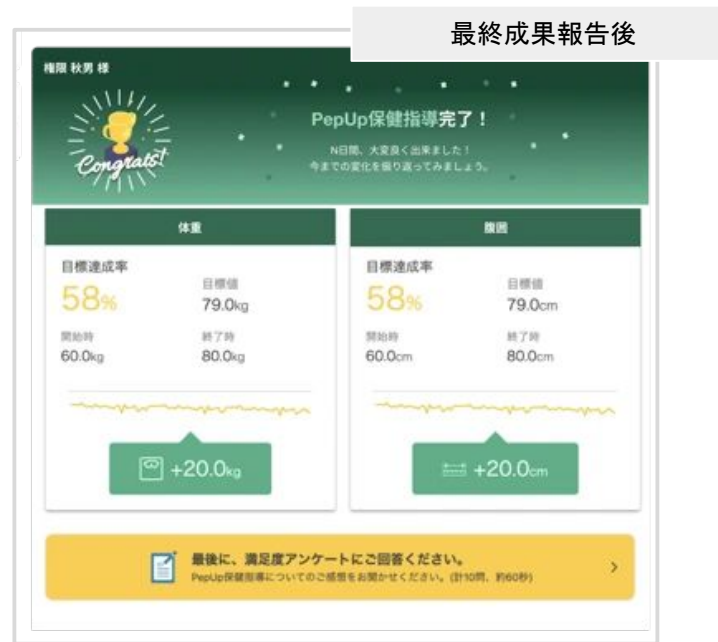 最終成果報告後
権限 秋男 様
Congrats!
PepUp保健指導完了！
N日間、大変良く出来ました！
今までの変化を振り返ってみましょう。
体重
目標達成率
58%
目標値
79.0kg
開始時
60.0kg
終了時
80.0kg
+20.0kg
腹囲
目標達成率
58%
目標値
79.0cm
開始時
60.0cm
終了時
80.0cm
+20.0cm
最後に、満足度アンケートにご回答ください。
PepUp保健指導についてのご感想をお聞かせください。(計10問、約60秒)